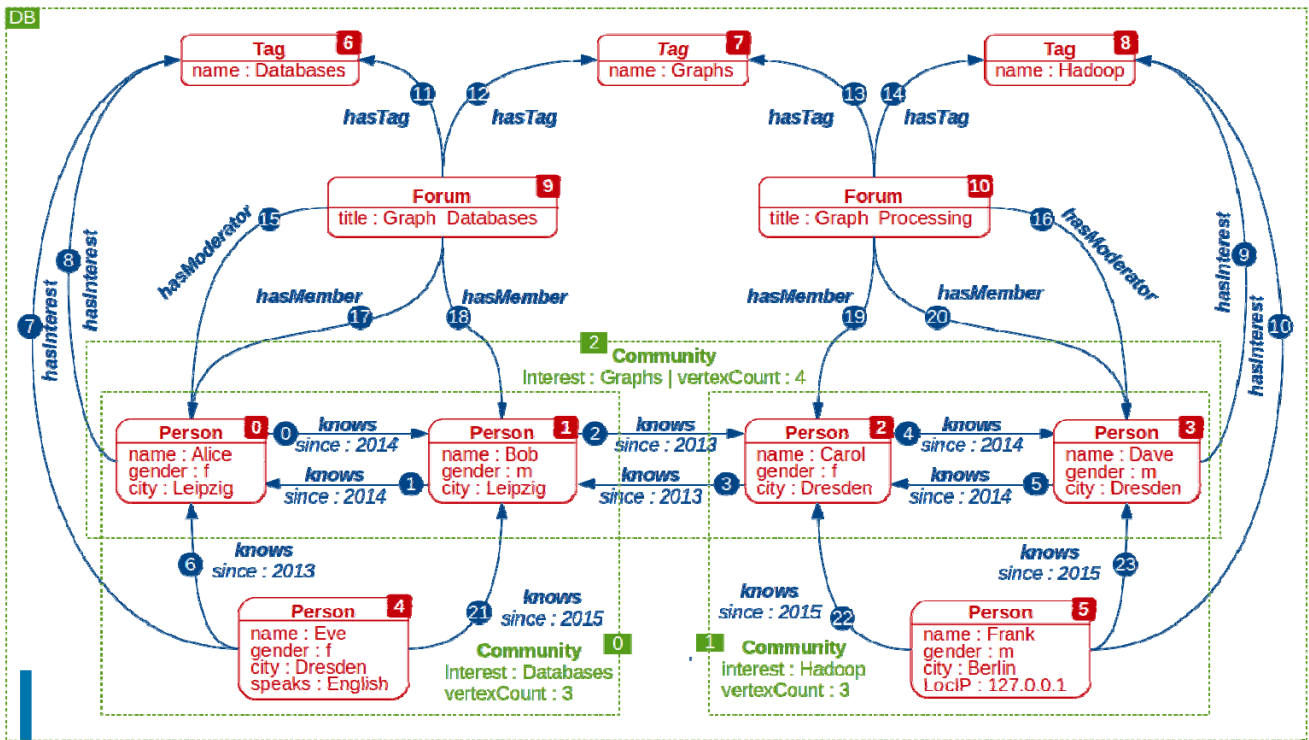 DB
Tag 6
name : Databases
Tag 7
name : Graphs
Tag 8
name : Hadoop
11
12
13
14
hasTag
hasTag
hasTag
hasTag
Forum 9
title : Graph Databases
Forum 10
title : Graph Processing
15
hasModerator
16
hasModerator
8
hasInterest
7
hasInterest
9
hasInterest
10
hasInterest
hasMember
17
hasMember
18
hasMember
19
hasMember
20
2
Community
Interest : Graphs | vertexCount : 4
Person 0
name : Alice
gender : f
city : Leipzig
0 knows
since : 2014
knows
since : 2014 1
Person 1
name : Bob
gender : m
city : Leipzig
2 knows
since : 2013
knows
since : 2013 3
Person 2
name : Carol
gender : f
city : Dresden
4 knows
since : 2014
knows
since : 2014 5
Person 3
name : Dave
gender : m
city : Dresden
6
knows
since : 2013
21
knows
since : 2015
knows
since : 2015
22
knows
since : 2015
23
Person 4
name : Eve
gender : f
city : Dresden
speaks : English
0
Community
Interest : Databases
vertexCount : 3
1
Community
interest : Hadoop
vertexCount : 3
Person 5
name : Frank
gender : m
city : Berlin
LocIP : 127.0.0.1